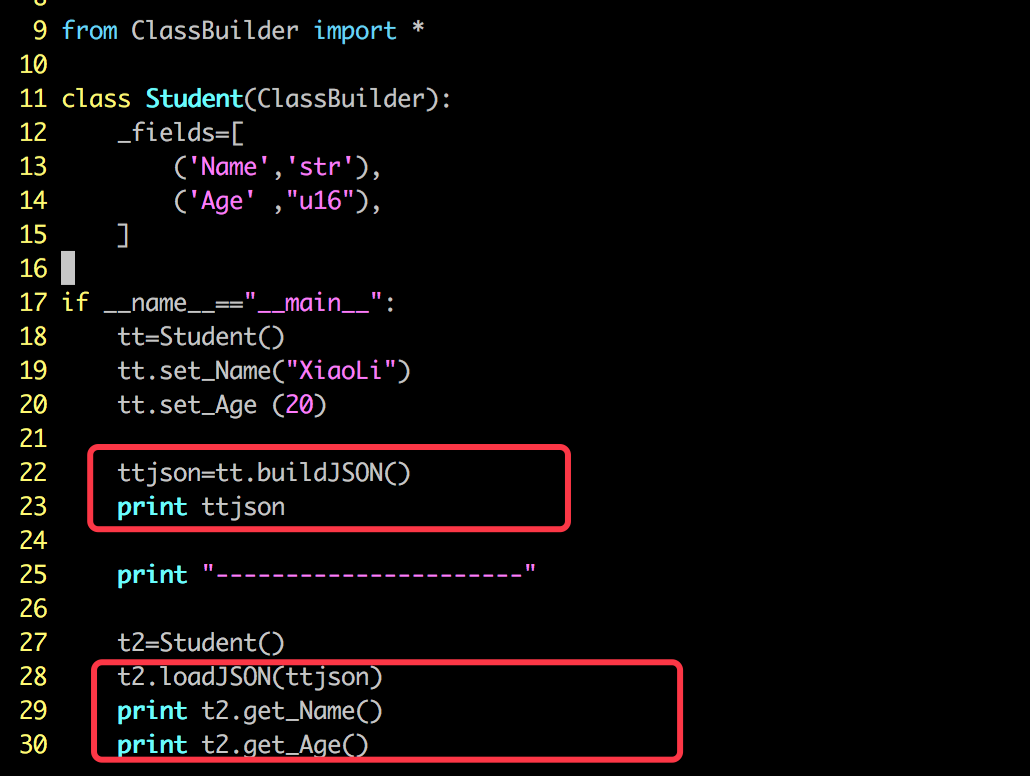 9 from ClassBuilder import *
10
11 class Student(ClassBuilder):
12     _fields=[
13         ('Name','str'),
14         ('Age' ,"u16"),
15     ]
16
17 if __name__=="__main__":
18     tt=Student()
19     tt.set_Name("XiaoLi")
20     tt.set_Age (20)
21
22     ttjson=tt.buildJSON()
23     print ttjson
24
25     print "----------------------"
26
27     t2=Student()
28     t2.loadJSON(ttjson)
29     print t2.get_Name()
30     print t2.get_Age()